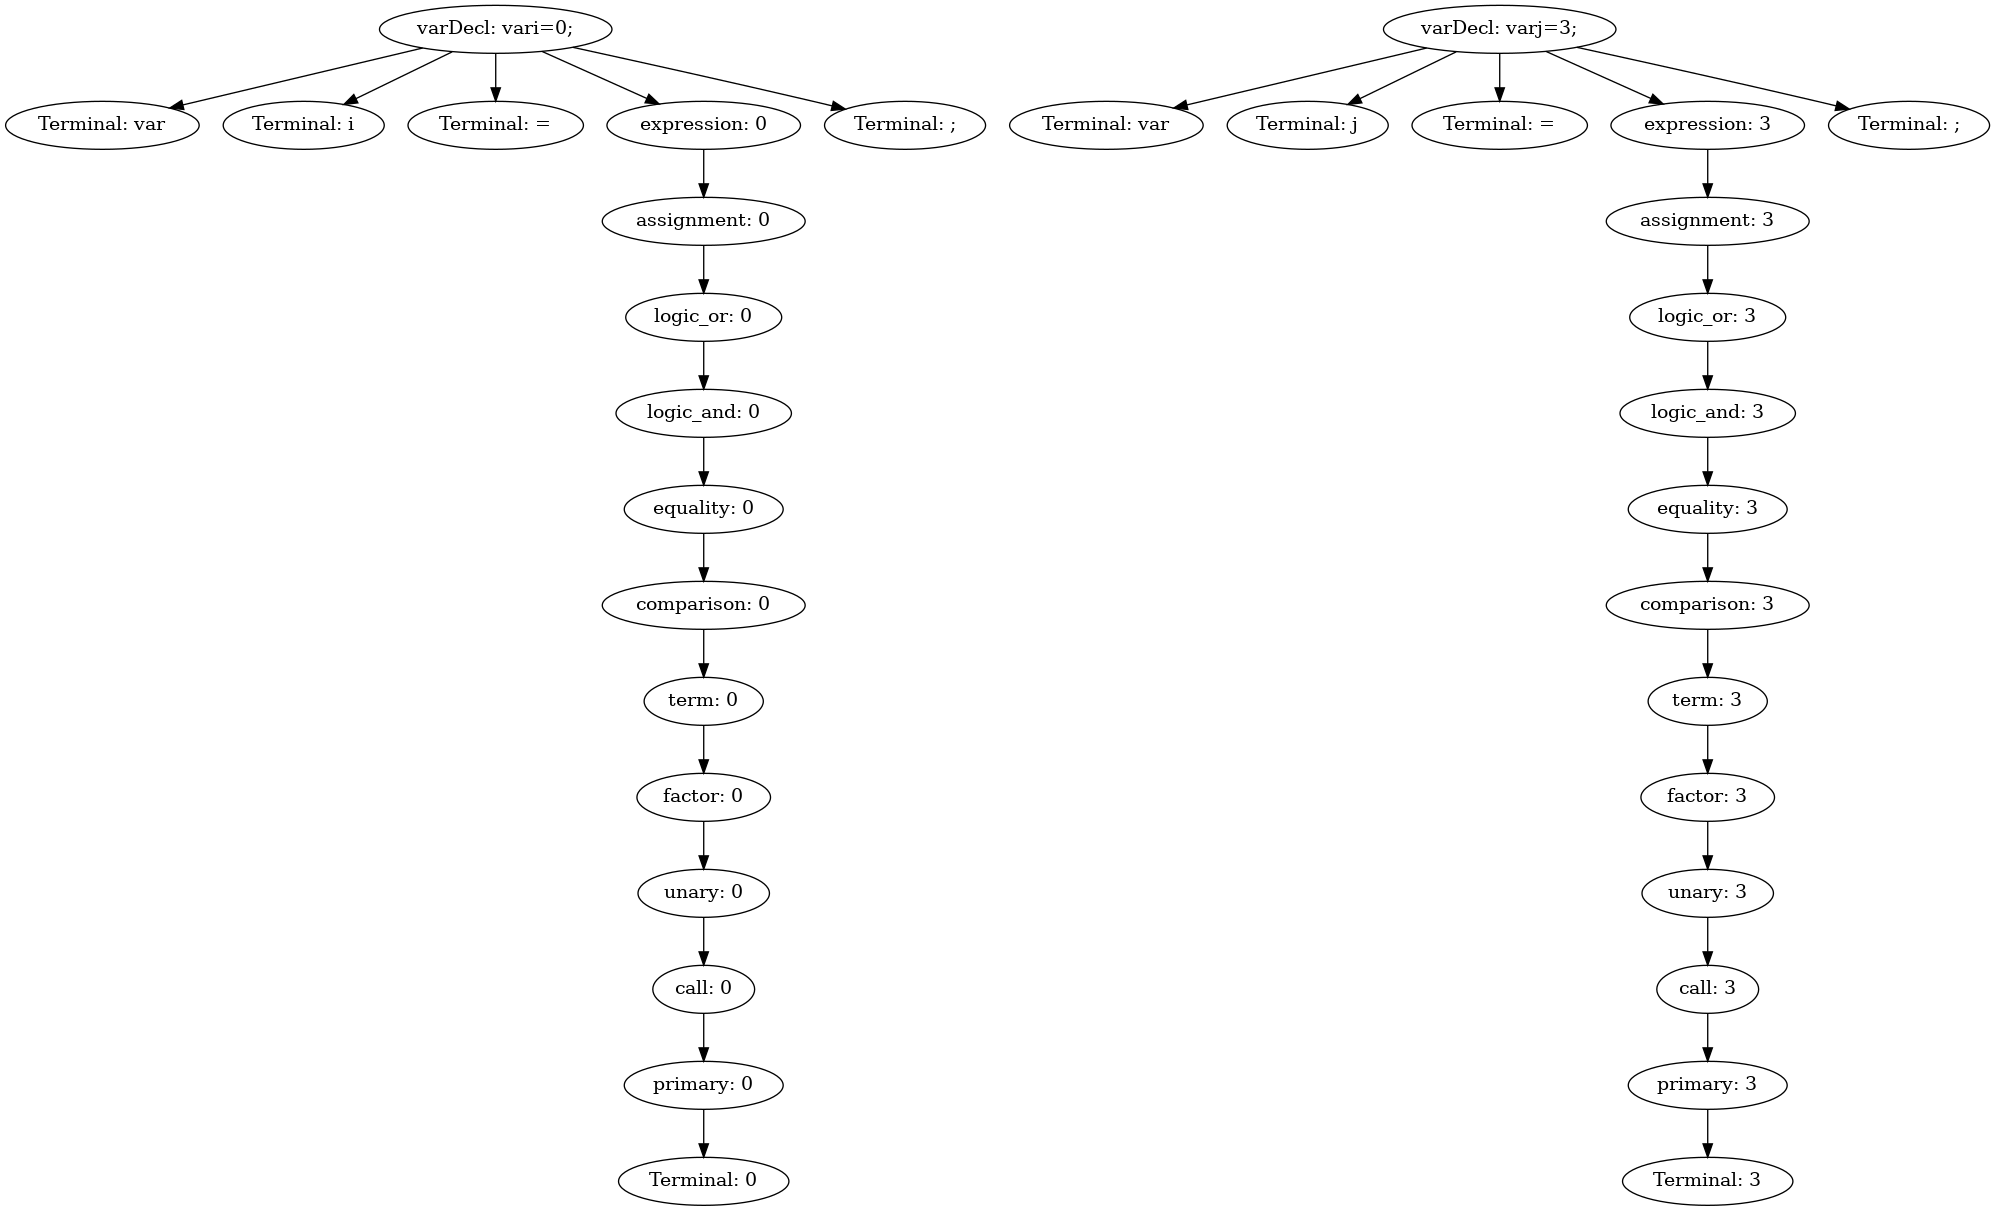 varDecl: vari=0;
varDecl: varj=3;
Terminal: var
Terminal: i
Terminal: =
expression: 0
Terminal: ;
Terminal: var
Terminal: j
Terminal: =
expression: 3
Terminal: ;
assignment: 0
assignment: 3
logic_or: 0
logic_or: 3
logic_and: 0
logic_and: 3
equality: 0
equality: 3
comparison: 0
comparison: 3
term: 0
term: 3
factor: 0
factor: 3
unary: 0
unary: 3
call: 0
call: 3
primary: 0
primary: 3
Terminal: 0
Terminal: 3